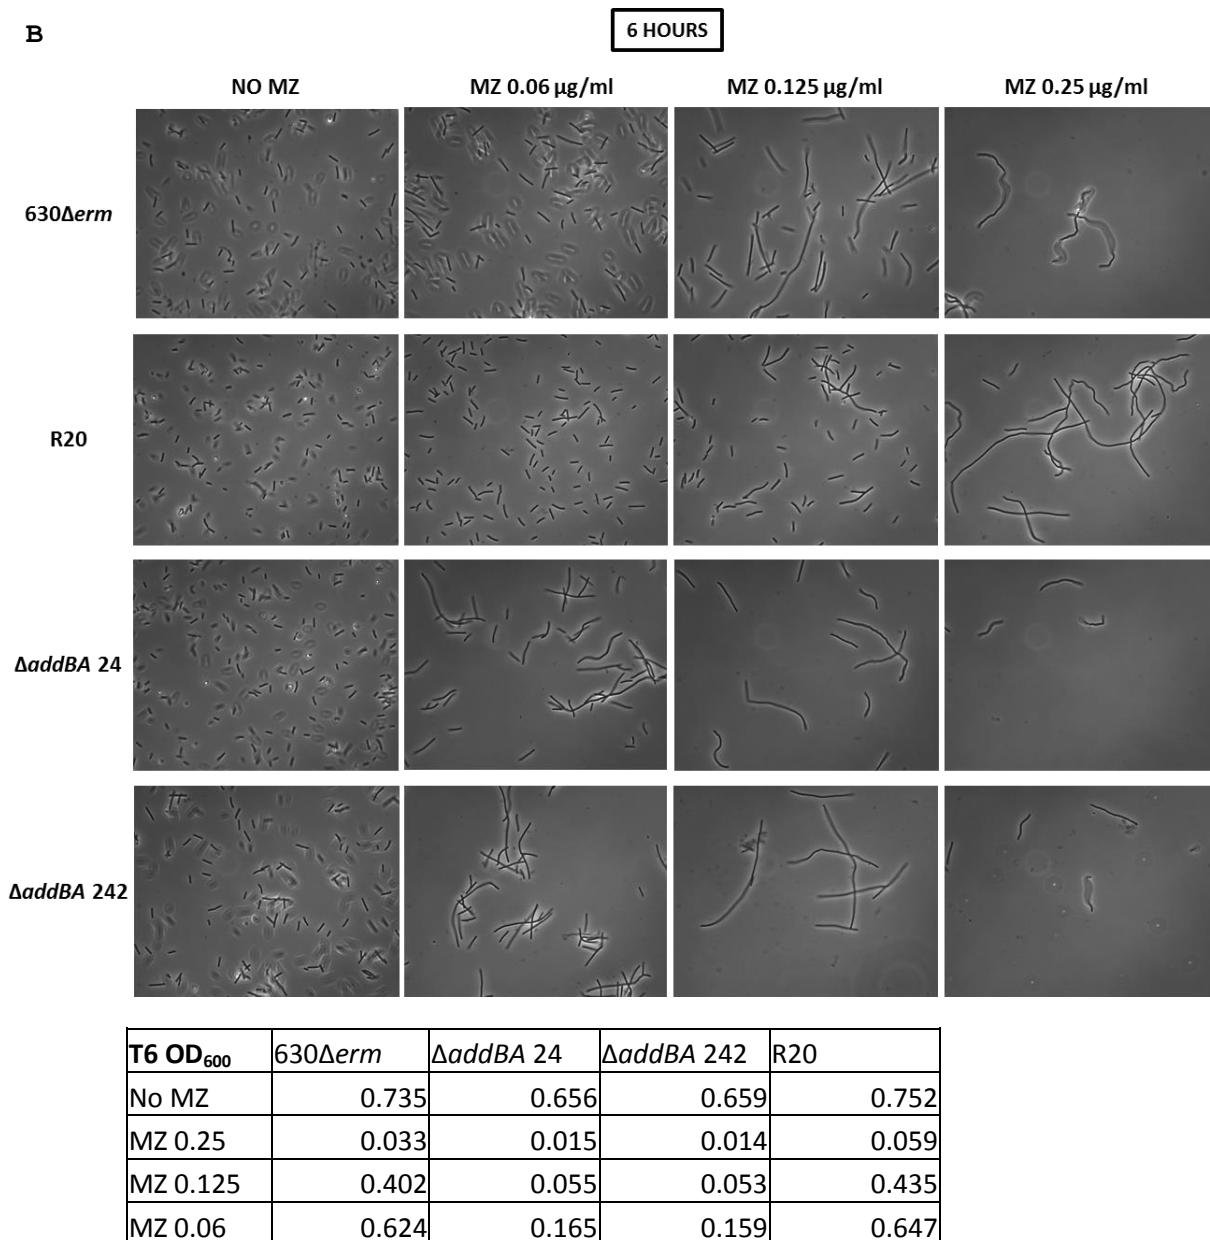 B
6 HOURS
NO MZ MZ 0.06 µg/ml MZ 0.125 µg/ml MZ 0.25 µg/ml
630Δerm
R20
ΔaddBA 24
ΔaddBA 242
T6 OD₆₀₀ 630Δerm ΔaddBA 24 ΔaddBA 242 R20
No MZ 0.735 0.656 0.659 0.752
MZ 0.25 0.033 0.015 0.014 0.059
MZ 0.125 0.402 0.055 0.053 0.435
MZ 0.06 0.624 0.165 0.159 0.647